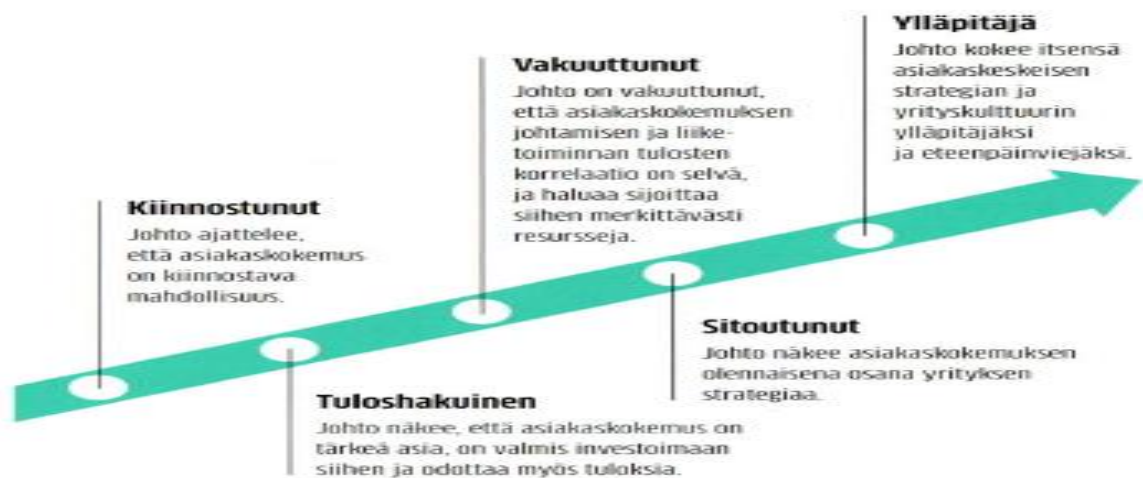 Kiinnostunut
Johto ajattelee,
että asiakaskokemus
on kiinnostava
mahdollisuus.
Tuloshakuinen
Johto näkee, että asiakaskokemus on
tärkeä asia, on valmis investoimaan
siihen ja odottaa myös tuloksia.
Vakuuttunut
Johto on vakuuttunut,
että asiakaskokemuksen
johtamisen ja liike-
toiminnan tulosten
korrelaatio on selvä,
ja haluaa sijoittaa
siihen merkittävästi
resursseja.
Sitoutunut
Johto näkee asiakaskokemuksen
olennaisena osana yrityksen
strategiaa.
Ylläpitäjä
Johto kokee itsensä
asiakaskeskeisen
strategian ja
yrityskulttuurin
ylläpitäjäksi
ja eteenpäinviejäksi.